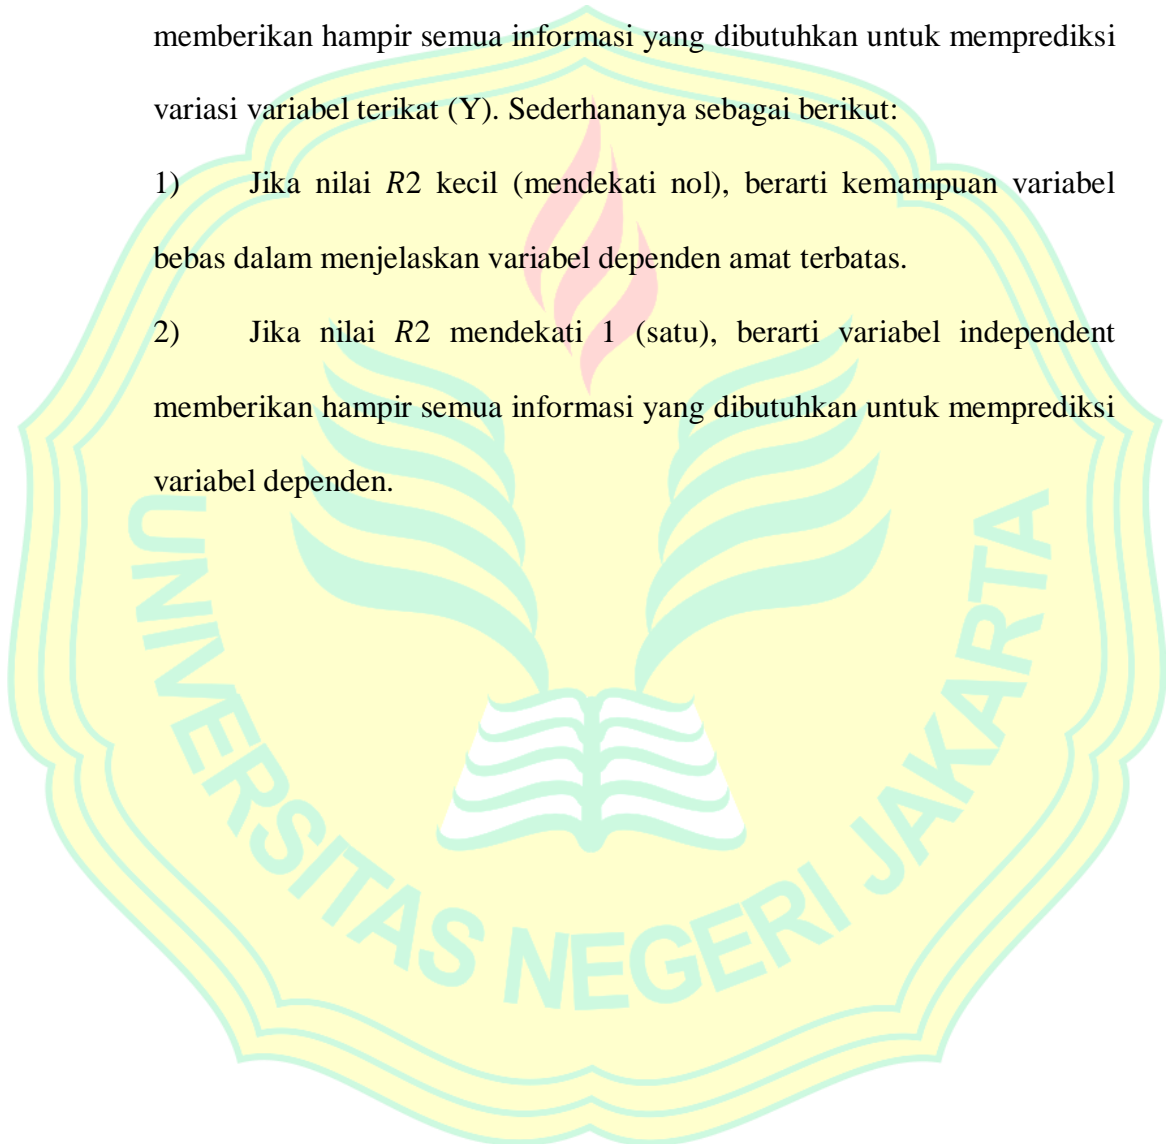 memberikan hampir semua informasi yang dibutuhkan untuk memprediksi
variasi variabel terikat (Y). Sederhananya sebagai berikut:
1) Jika nilai R2 kecil (mendekati nol), berarti kemampuan variabel
bebas dalam menjelaskan variabel dependen amat terbatas.
2) Jika nilai R2 mendekati 1 (satu), berarti variabel independent
memberikan hampir semua informasi yang dibutuhkan untuk memprediksi
variabel dependen.
UNIVERSITAS NEGERI JAKARTA